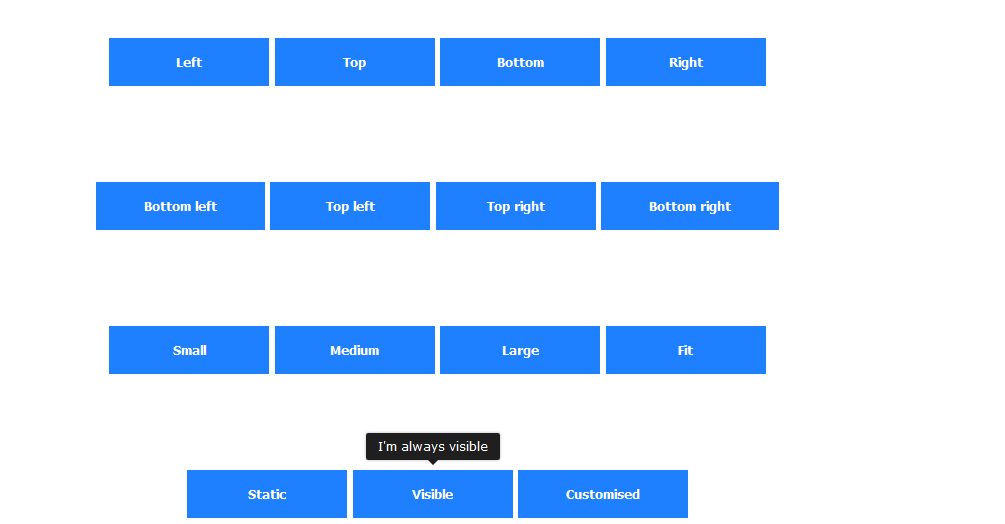 Left Top Bottom Right
Bottom left Top left Top right Bottom right
Small Medium Large Fit
I'm always visible
Static Visible Customised